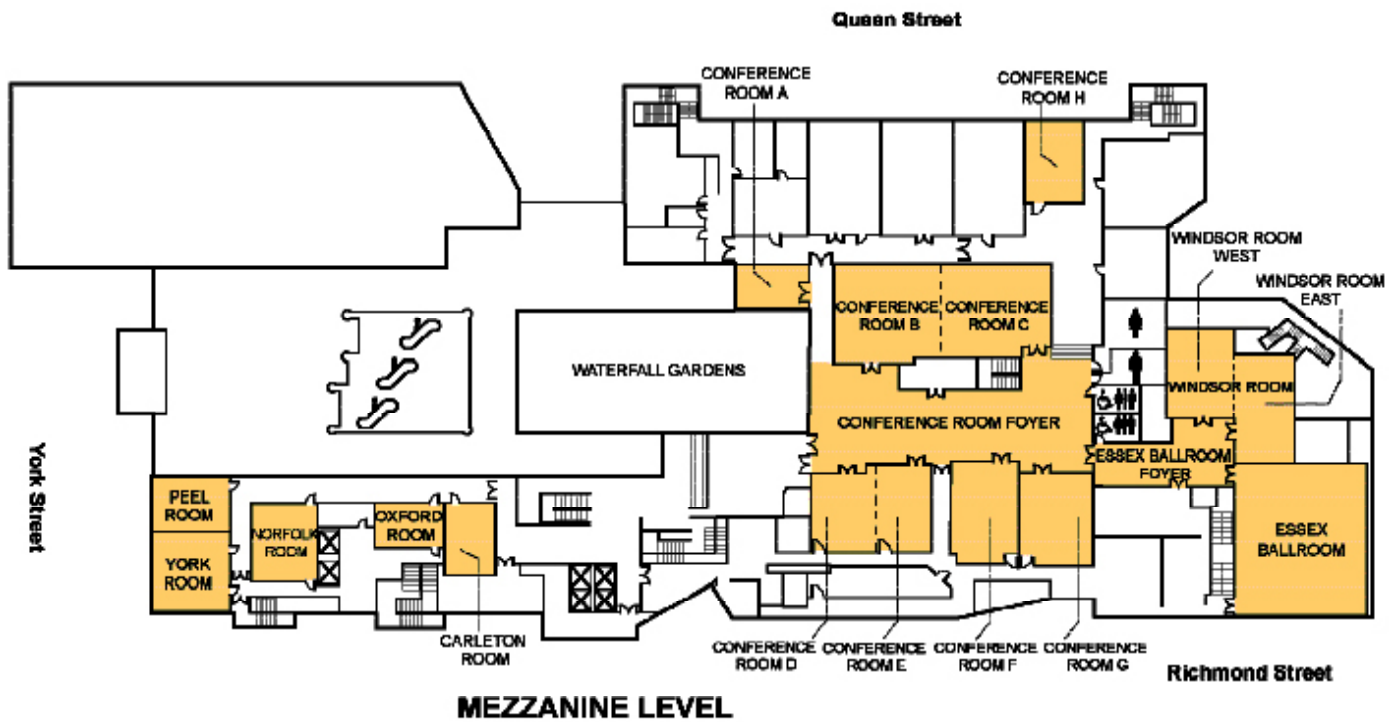 Queen Street
CONFERENCE
ROOM A
CONFERENCE
ROOM H
WINDSOR ROOM
WEST
WINDSOR ROOM
EAST
CONFERENCE
ROOM B
CONFERENCE
ROOM C
WATERFALL GARDENS
WINDSOR ROOM
CONFERENCE ROOM FOYER
ESSEX BALLROOM
FOYER
York Street
PEEL
ROOM
NORFOLK
ROOM
OXFORD
ROOM
YORK
ROOM
ESSEX
BALLROOM
CARLETON
ROOM
CONFERENCE
ROOM D
CONFERENCE
ROOM E
CONFERENCE
ROOM F
CONFERENCE
ROOM G
Richmond Street
MEZZANINE LEVEL